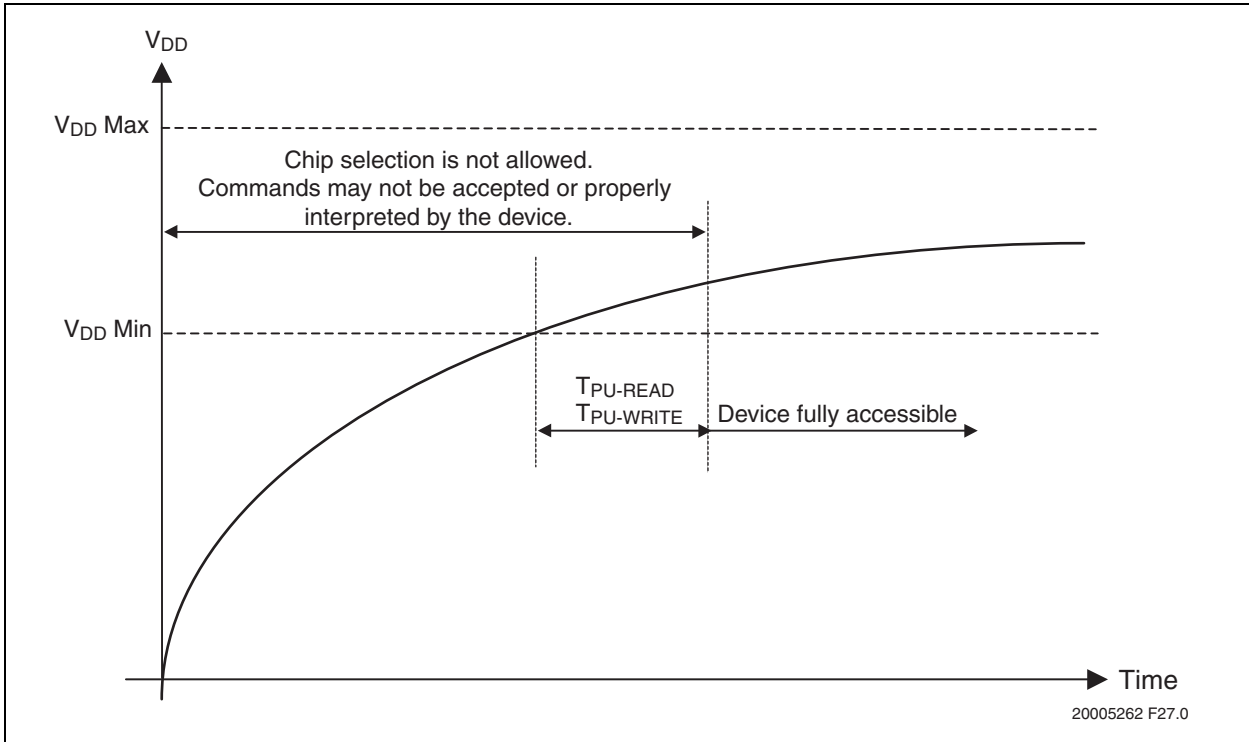 VDD
VDD Max
Chip selection is not allowed.
Commands may not be accepted or properly
interpreted by the device.
VDD Min
TPU-READ
TPU-WRITE
Device fully accessible
Time
20005262 F27.0